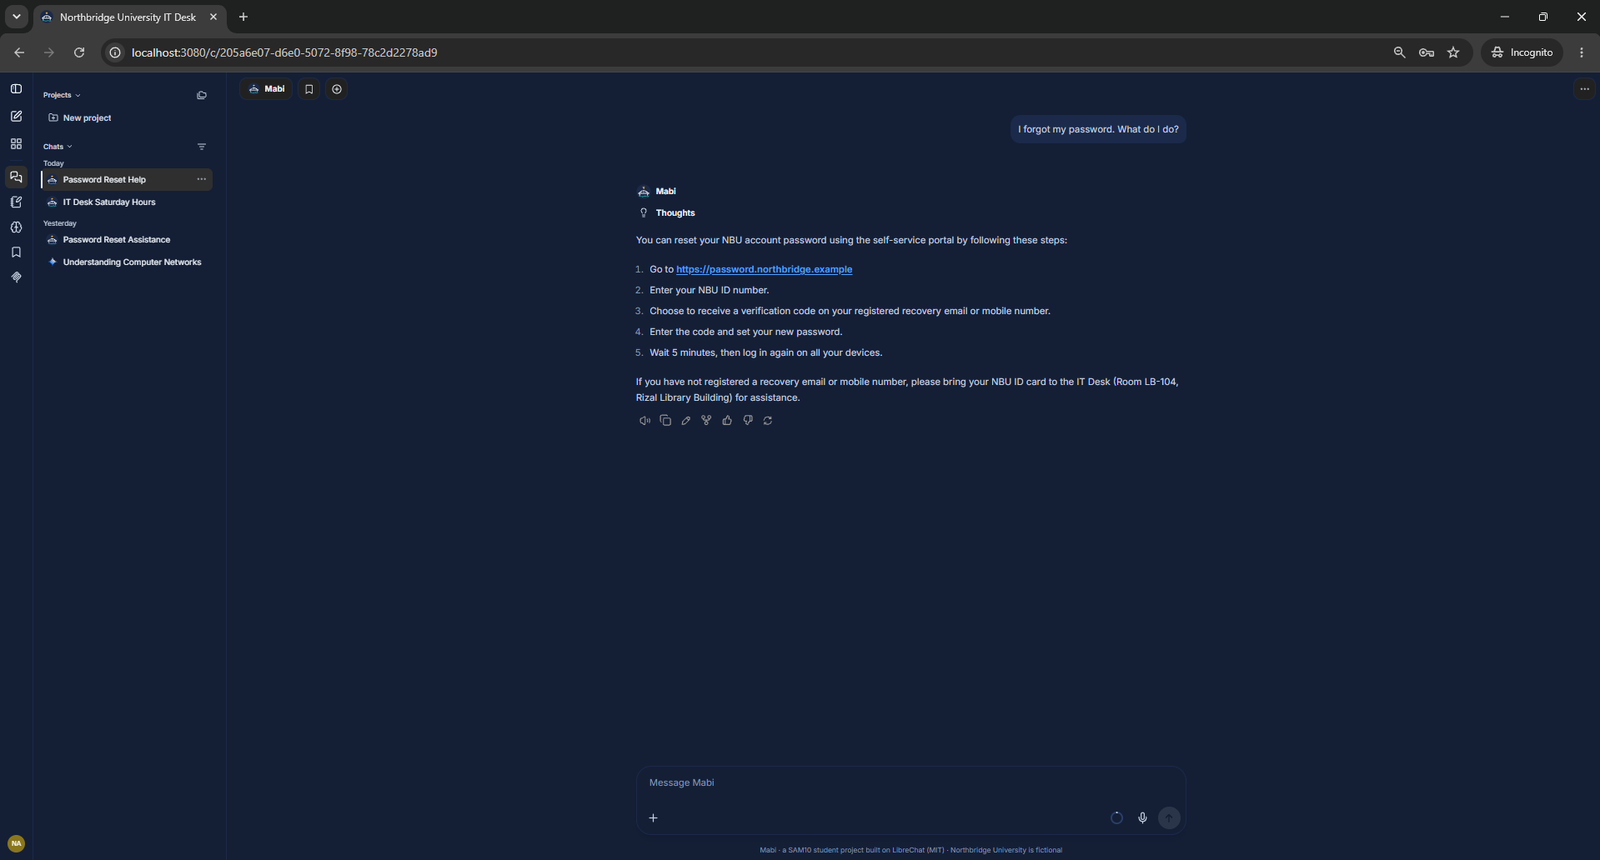 Northbridge University IT Desk
localhost:3080/c/205a6e07-d6e0-5072-8f98-78c2d2278ad9
Incognito
Projects
New project
Chats
Today
Password Reset Help
IT Desk Saturday Hours
Yesterday
Password Reset Assistance
Understanding Computer Networks
NA
Mabi
I forgot my password. What do I do?
Mabi
Thoughts
You can reset your NBU account password using the self-service portal by following these steps:
1. Go to https://password.northbridge.example
2. Enter your NBU ID number.
3. Choose to receive a verification code on your registered recovery email or mobile number.
4. Enter the code and set your new password.
5. Wait 5 minutes, then log in again on all your devices.
If you have not registered a recovery email or mobile number, please bring your NBU ID card to the IT Desk (Room LB-104,
Rizal Library Building) for assistance.
Message Mabi
Mabi - a SAM10 student project built on LibreChat (MIT) · Northbridge University is fictional